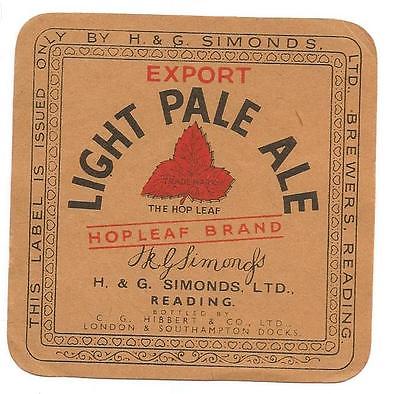 THIS LABEL IS ISSUED ONLY BY H. & G. SIMONDS, LTD. BREWERS, READING
EXPORT
LIGHT PALE ALE
TRADE MARK
THE HOP LEAF
HOPLEAF BRAND
H&G Simonds
H. & G. SIMONDS, LTD.,
READING.
BOTTLED BY
C. G. HIBBERT & CO., LTD.,
LONDON & SOUTHAMPTON DOCKS.